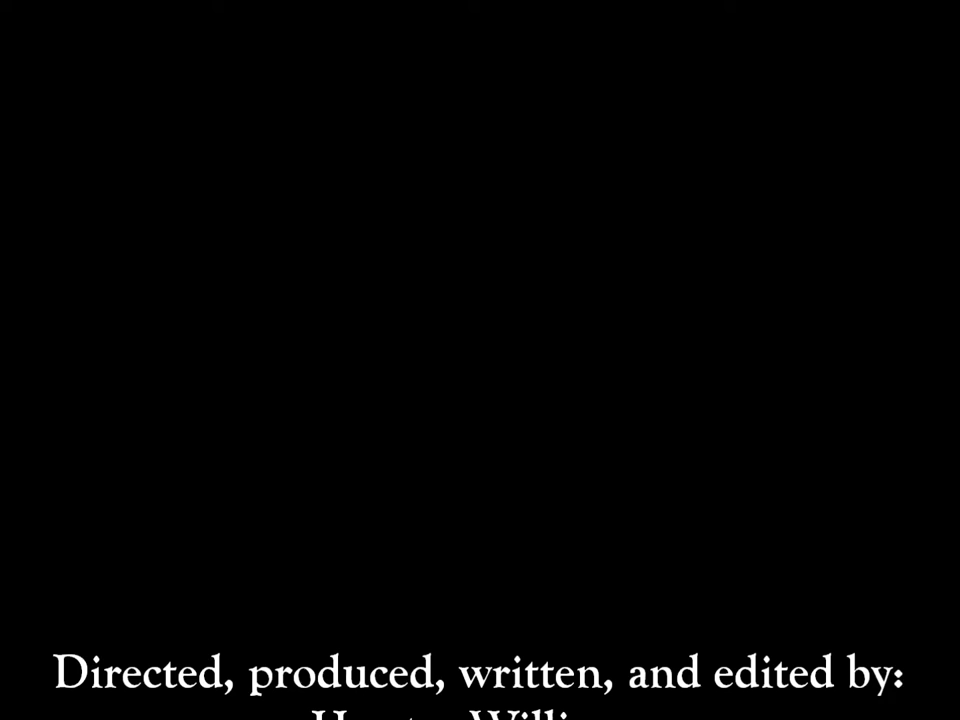 Directed, produced, written, and edited by: